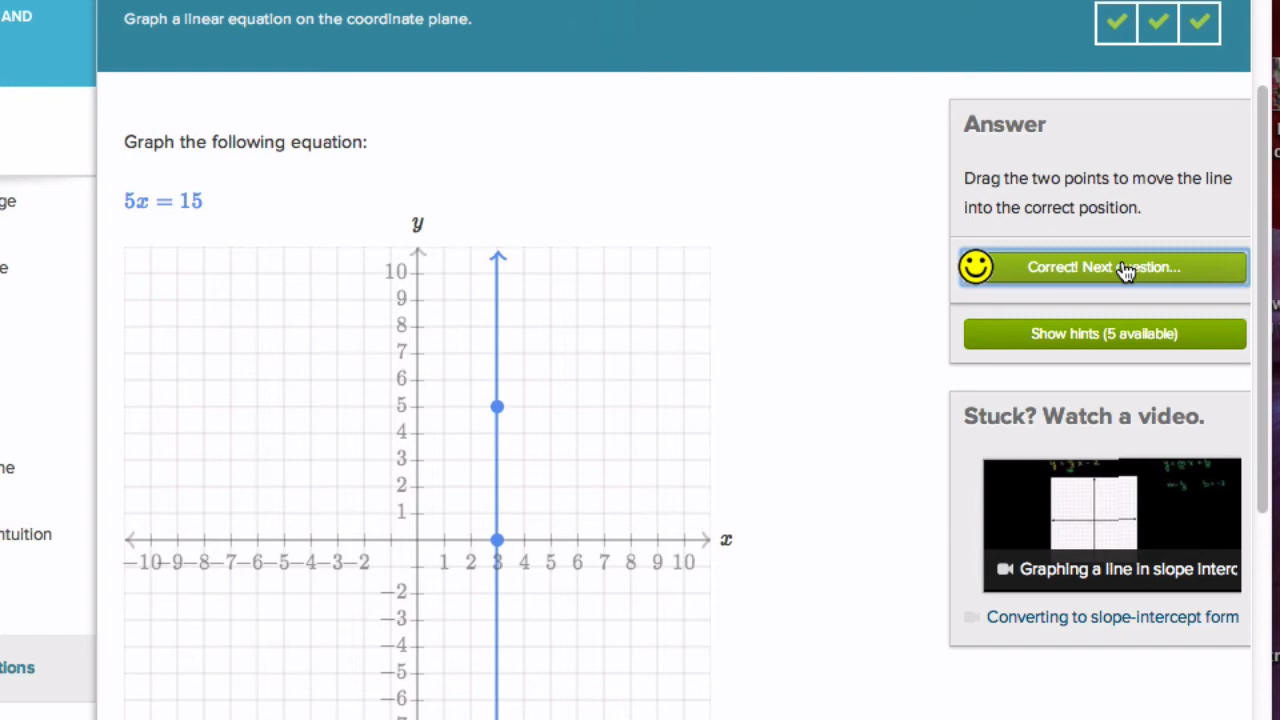 AND
Graph a linear equation on the coordinate plane.
ge
e
ne
ntuition
tions
Graph the following equation:
5x = 15
y
10
9
8
7
6
5
4
3
2
1
−10 −9 −8 −7 −6 −5 −4 −3 −2 1 2 3 4 5 6 7 8 9 10
x
−2
−3
−4
−5
−6
Answer
Drag the two points to move the line
into the correct position.
Correct! Next question...
Show hints (5 available)
Stuck? Watch a video.
Graphing a line in slope interc
Converting to slope-intercept form